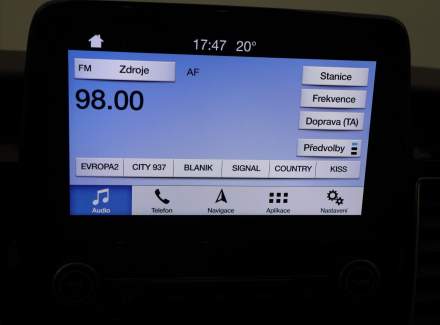 17:47 20°
FM Zdroje AF
Stanice
98.00
Frekvence
Doprava (TA)
Předvolby
EVROPA2 CITY 937 BLANIK SIGNAL COUNTRY KISS
Audio Telefon Navigace Aplikace Nastavení